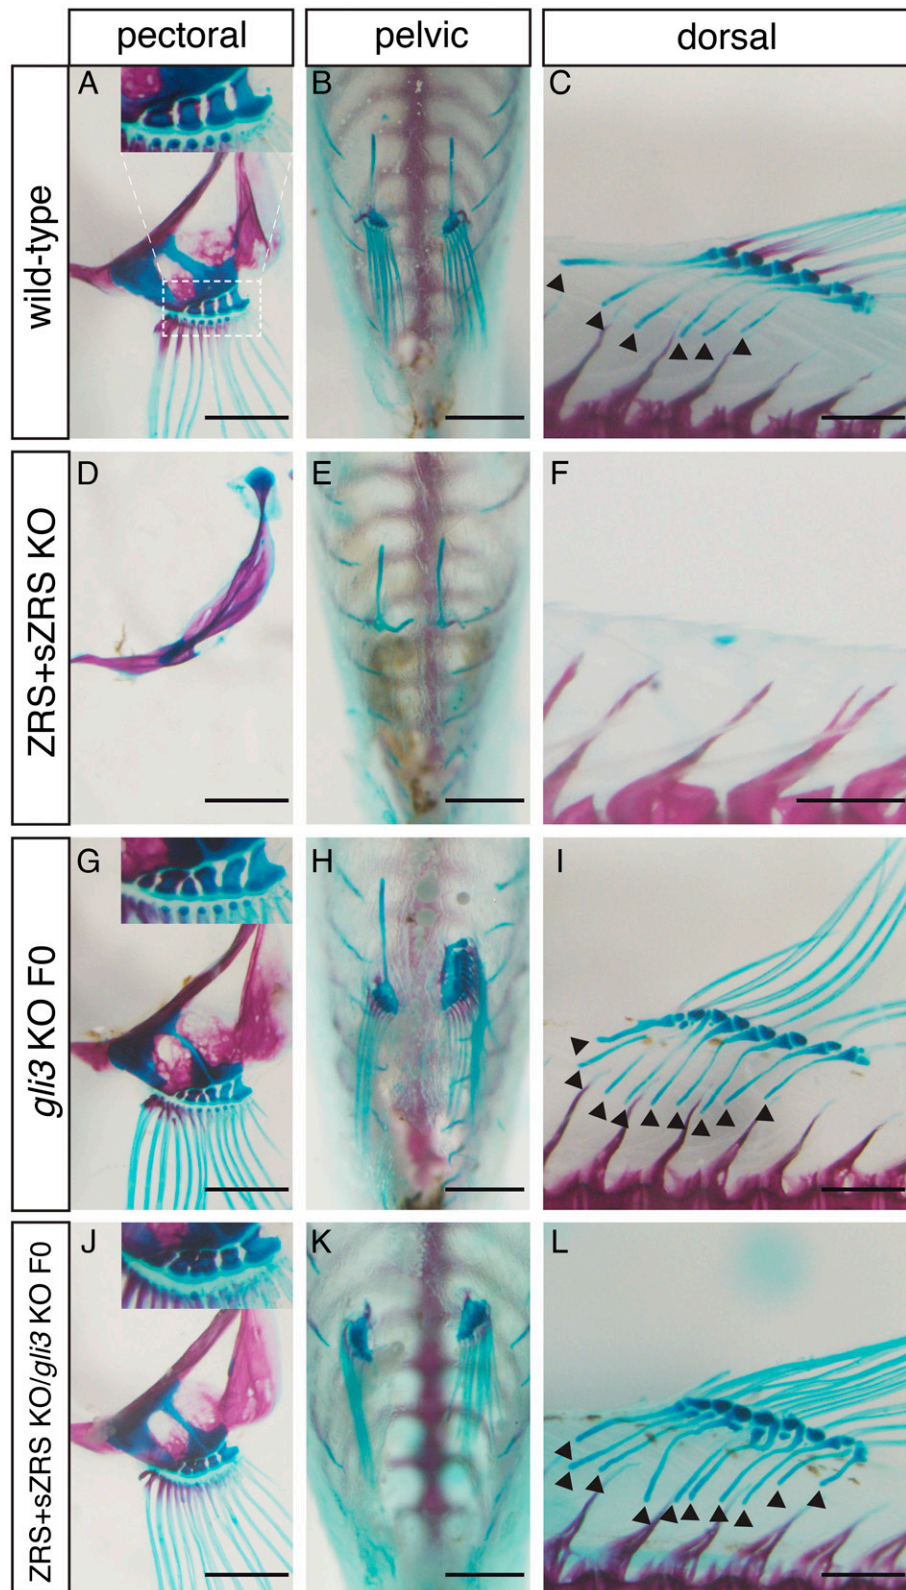 pectoral
pelvic
dorsal
wild-type
A
B
C
ZRS+sZRS KO
D
E
F
gli3 KO F0
G
H
I
ZRS+sZRS KO/gli3 KO F0
J
K
L